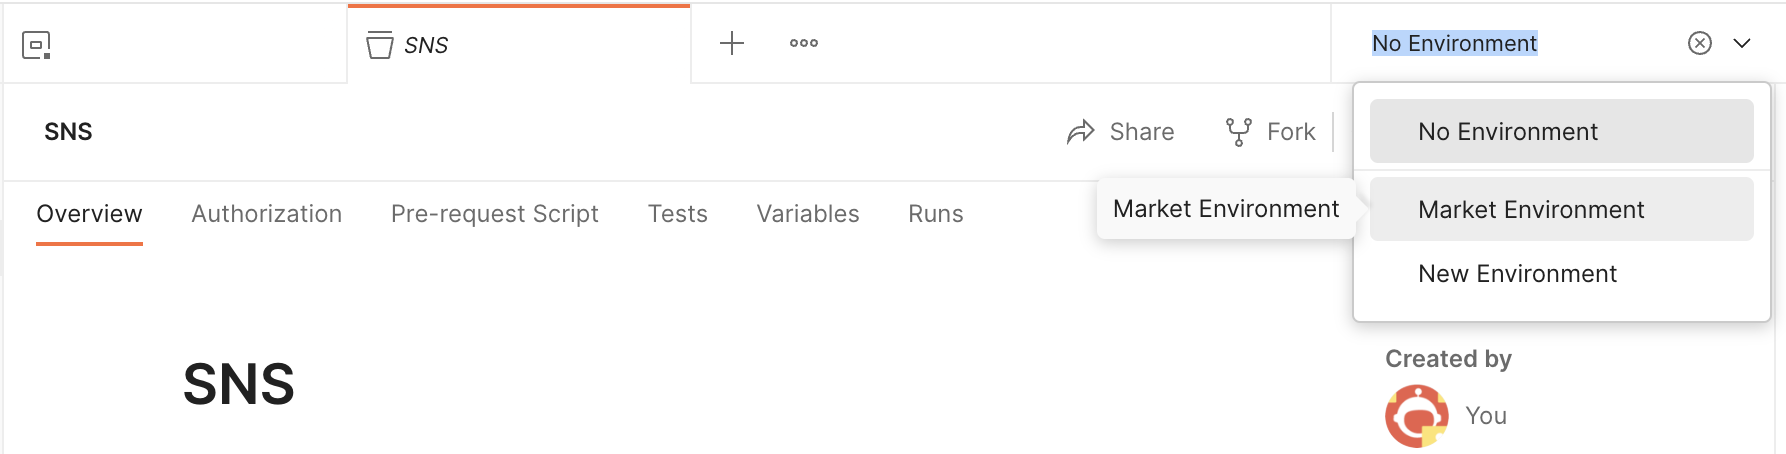 SNS
No Environment
SNS
Share
Fork
No Environment
Overview
Authorization
Pre-request Script
Tests
Variables
Runs
Market Environment
Market Environment
New Environment
SNS
Created by
You